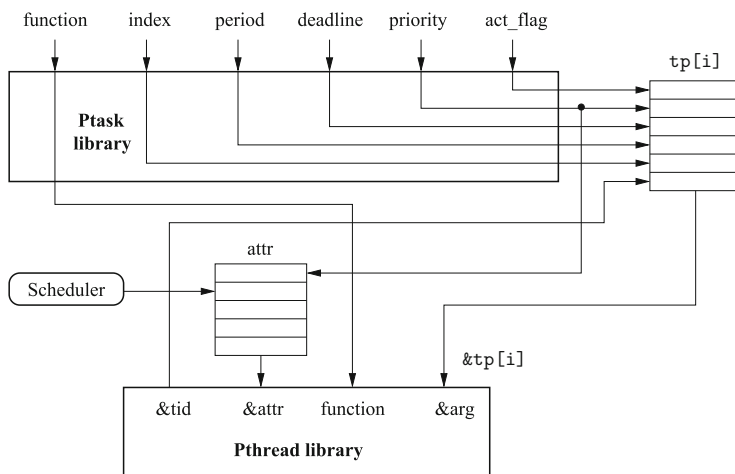 function index period deadline priority act_flag
tp[i]
Ptask
library
attr
Scheduler
&tp[i]
&tid &attr function &arg
Pthread library